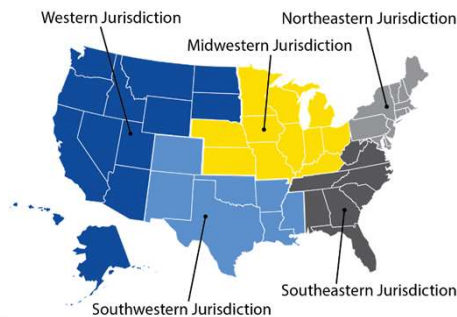 Western Jurisdiction
Northeastern Jurisdiction
Midwestern Jurisdiction
Southeastern Jurisdiction
Southwestern Jurisdiction